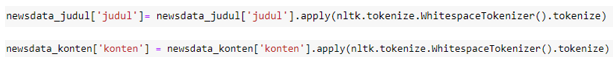 newsdata_judul['judul']= newsdata_judul['judul'].apply(nltk.tokenize.WhitespaceTokenizer().tokenize)
newsdata_konten['konten'] = newsdata_konten['konten'].apply(nltk.tokenize.WhitespaceTokenizer().tokenize)